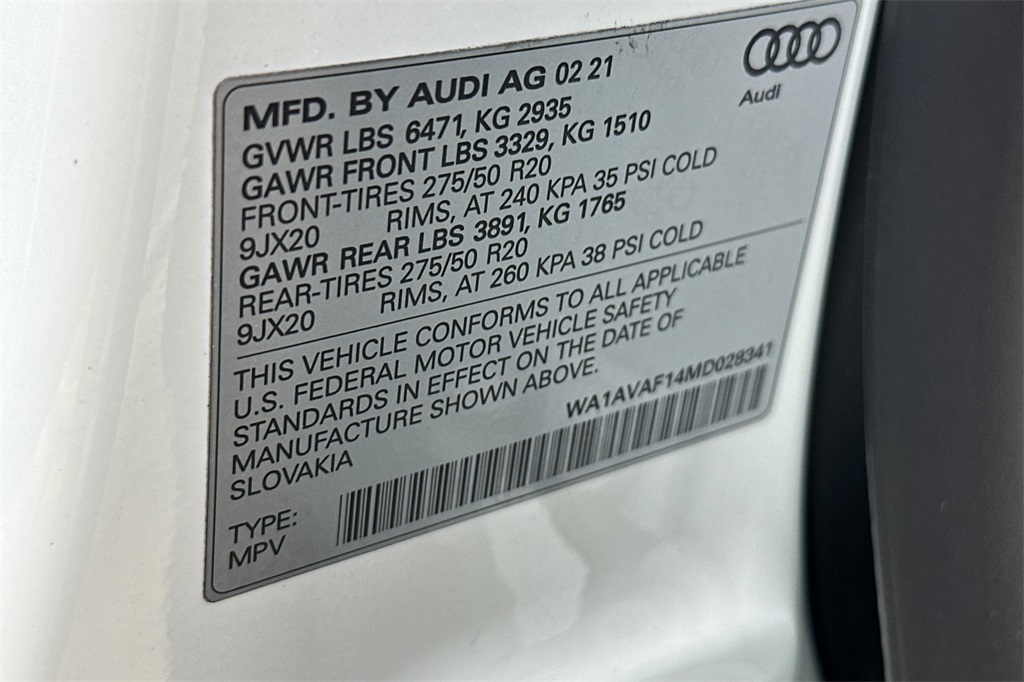 MFD. BY AUDI AG 02 21
Audi
GVWR LBS 6471, KG 2935
GAWR FRONT LBS 3329, KG 1510
FRONT-TIRES 275/50 R20
9JX20 RIMS, AT 240 KPA 35 PSI COLD
GAWR REAR LBS 3891, KG 1765
REAR-TIRES 275/50 R20
9JX20 RIMS, AT 260 KPA 38 PSI COLD
THIS VEHICLE CONFORMS TO ALL APPLICABLE
U.S. FEDERAL MOTOR VEHICLE SAFETY
STANDARDS IN EFFECT ON THE DATE OF
MANUFACTURE SHOWN ABOVE.
SLOVAKIA
WA1AVAF14MD028341
TYPE:
MPV